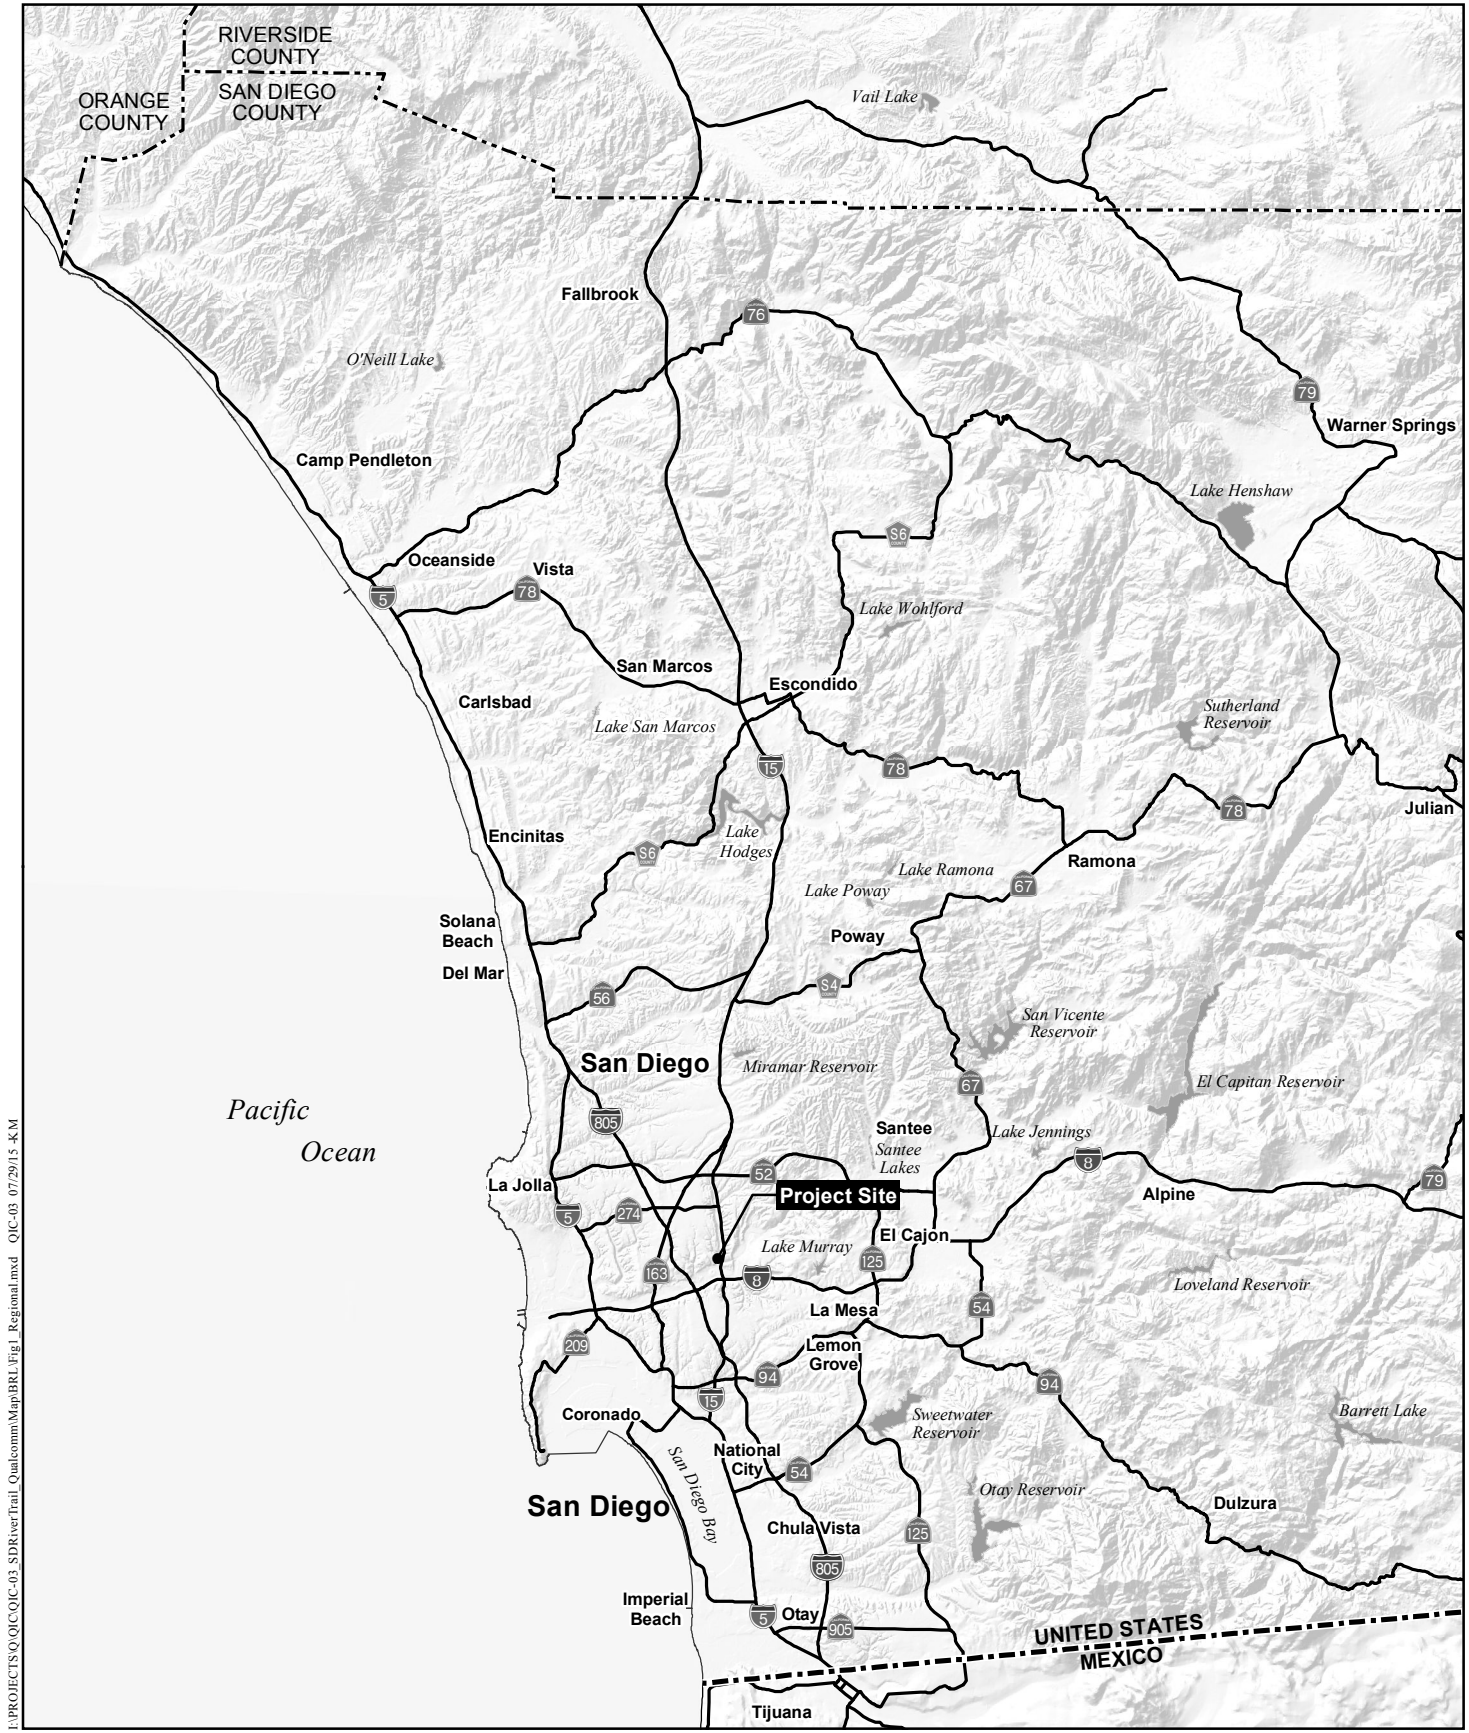 RIVERSIDE
COUNTY
ORANGE
COUNTY
SAN DIEGO
COUNTY
Vail Lake
Fallbrook
76
O'Neill Lake
79
Warner Springs
Camp Pendleton
Lake Henshaw
S6
COUNTY
Oceanside
Vista
78
5
Lake Wohlford
San Marcos
Escondido
Carlsbad
Lake San Marcos
Sutherland
Reservoir
15
78
78
Julian
Encinitas
Lake
Hodges
S6
COUNTY
Lake Ramona
Ramona
67
Lake Poway
Solana
Beach
Poway
Del Mar
56
S4
COUNTY
San Vicente
Reservoir
San Diego
Miramar Reservoir
67
El Capitan Reservoir
Pacific
Ocean
805
Santee
Santee
Lakes
Lake Jennings
8
52
La Jolla
Project Site
Alpine
79
5
274
El Cajon
Lake Murray
125
163
8
Loveland Reservoir
La Mesa
54
209
Lemon
Grove
94
94
15
Coronado
Sweetwater
Reservoir
Barrett Lake
National
City
54
San Diego Bay
Otay Reservoir
San Diego
Dulzura
Chula Vista
125
805
Imperial
Beach
5
Otay
905
UNITED STATES
MEXICO
Tijuana
I:\PROJECTS\Q\QIC\QIC-03_SDRiverTrail_Qualcomm\Map\BRL\Fig1_Regional.mxd QIC-03 07/29/15 -KM